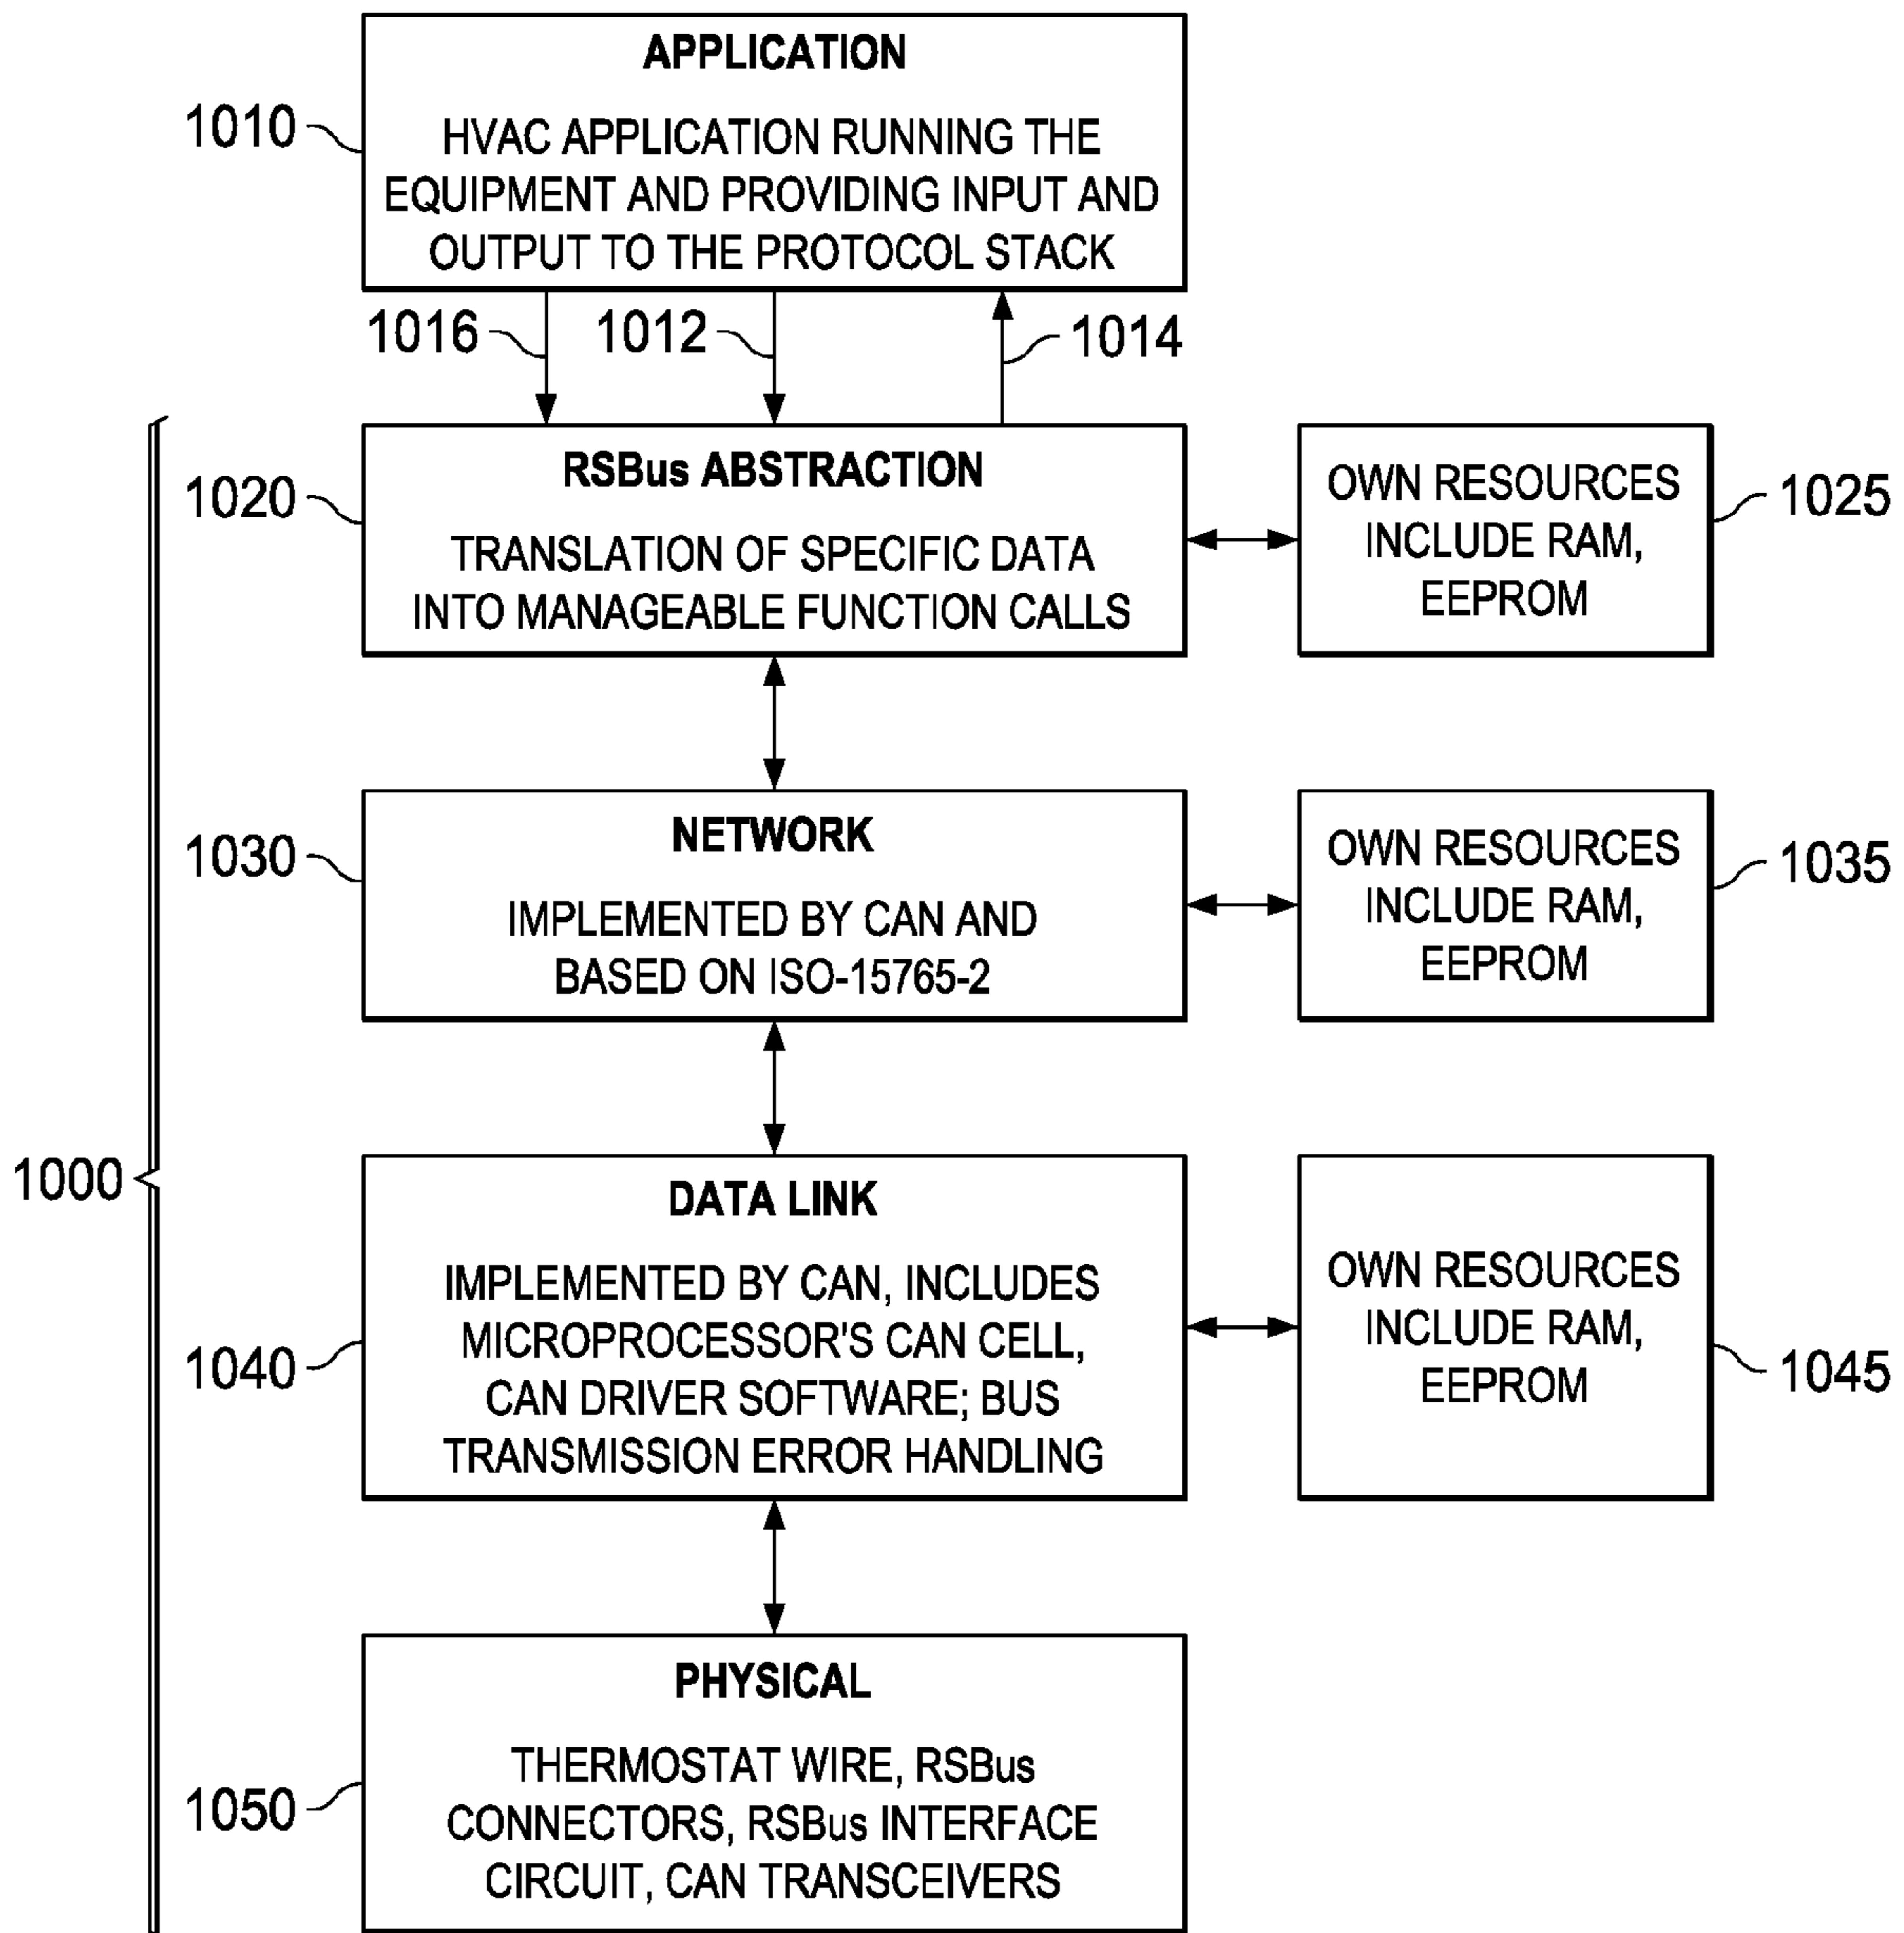 APPLICATION
HVAC APPLICATION RUNNING THE
EQUIPMENT AND PROVIDING INPUT AND
OUTPUT TO THE PROTOCOL STACK
1010
1016
1012
1014
RSBus ABSTRACTION
TRANSLATION OF SPECIFIC DATA
INTO MANAGEABLE FUNCTION CALLS
1020
OWN RESOURCES
INCLUDE RAM,
EEPROM
1025
NETWORK
IMPLEMENTED BY CAN AND
BASED ON ISO-15765-2
1030
OWN RESOURCES
INCLUDE RAM,
EEPROM
1035
1000
DATA LINK
IMPLEMENTED BY CAN, INCLUDES
MICROPROCESSOR'S CAN CELL,
CAN DRIVER SOFTWARE; BUS
TRANSMISSION ERROR HANDLING
1040
OWN RESOURCES
INCLUDE RAM,
EEPROM
1045
PHYSICAL
THERMOSTAT WIRE, RSBus
CONNECTORS, RSBus INTERFACE
CIRCUIT, CAN TRANSCEIVERS
1050